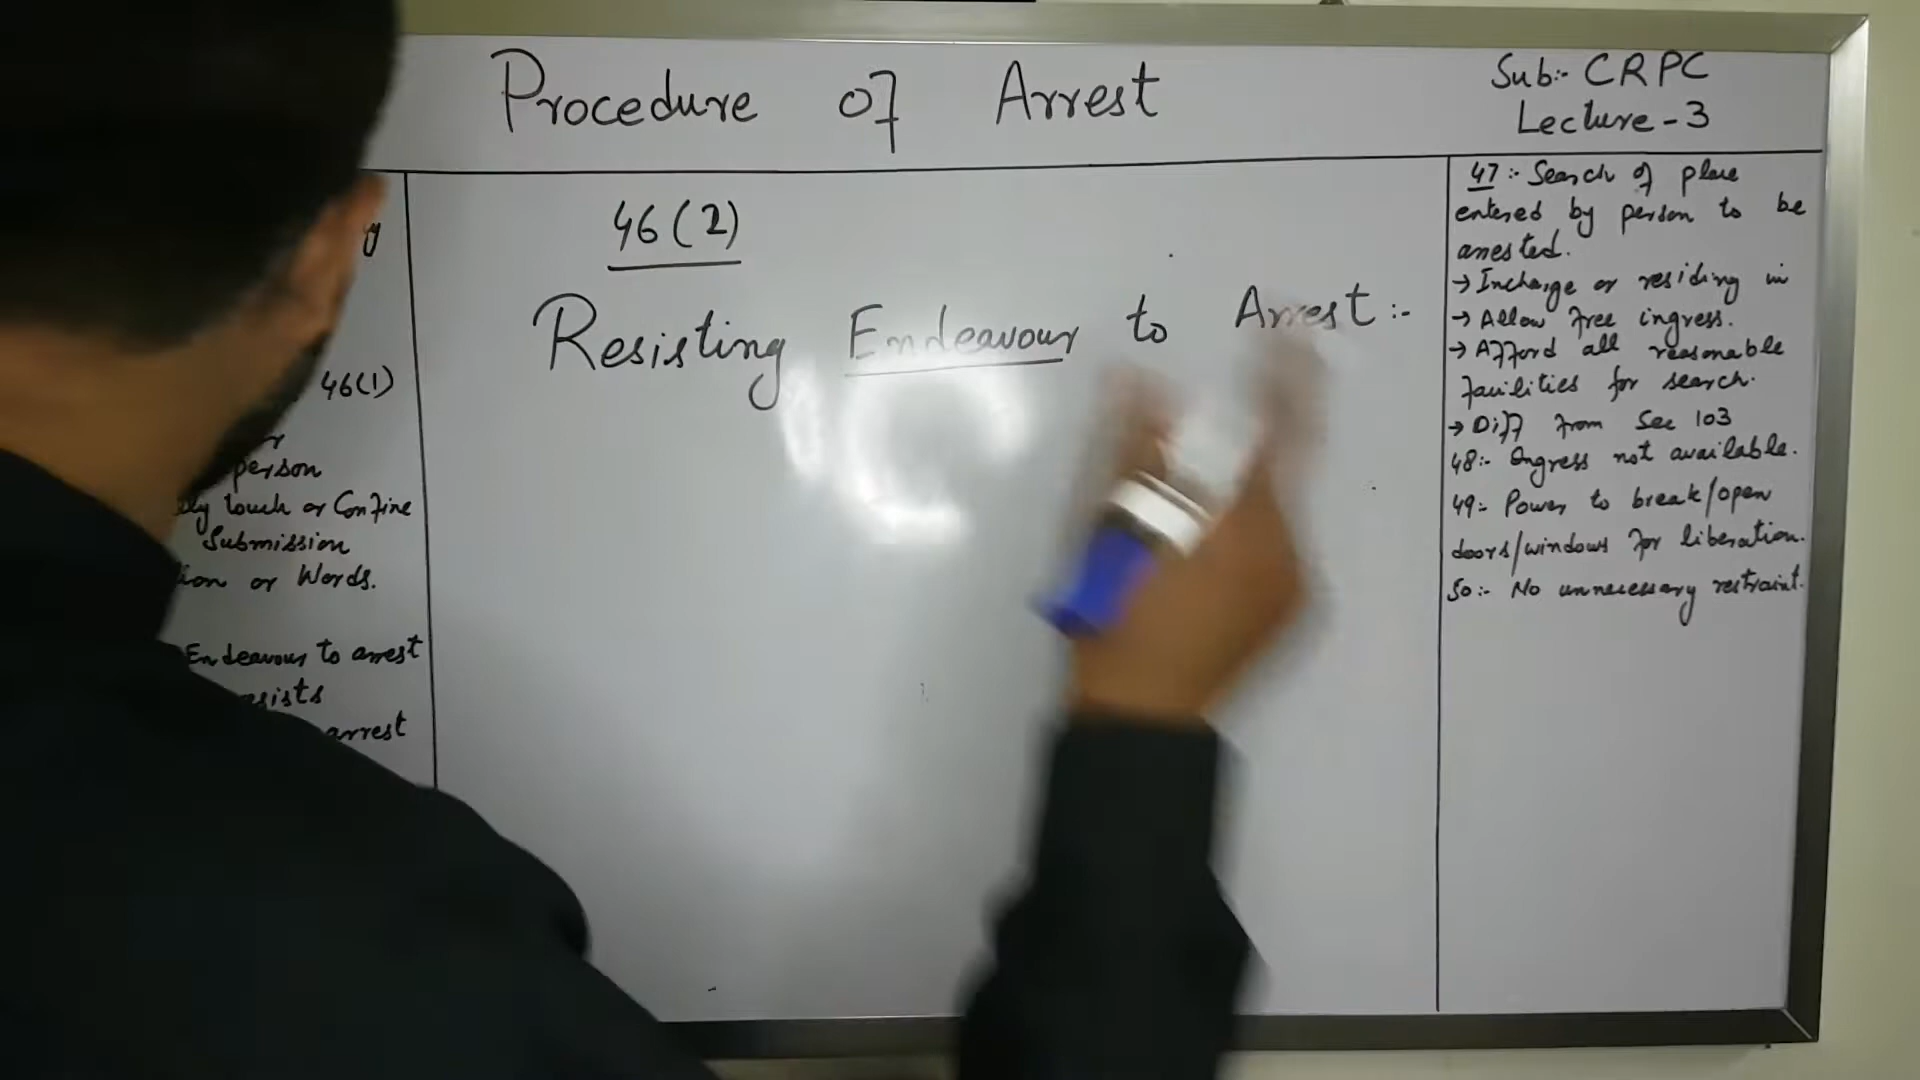 Procedure of Arrest
Sub:- CRPC
Lecture-3
46(1)
person
touch or Confine
Submission
or Words.
Endeavour to arrest
arrest
46(2)
Resisting Endeavour to Arrest:-
47:- Search of place
entered by person to be
arrested.
→ Incharge or residing in
→ Allow free ingress.
→ Afford all reasonable
facilities for search.
→ Diff from Sec 103
48:- Ingress not available.
49:- Power to break/open
doors/windows for liberation.
50:- No unnecessary restraint.